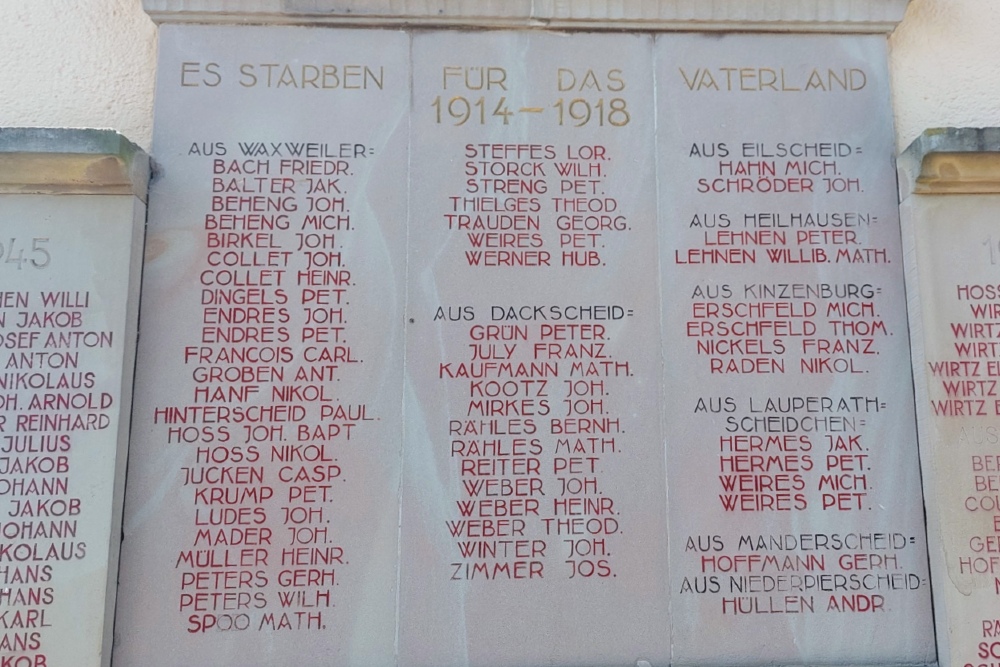 ES STARBEN FÜR DAS VATERLAND
1914–1918
AUS WAXWEILER=
BACH FRIEDR.
BALTER JAK.
BEHENG JOH.
BEHENG MICH.
BIRKEL JOH.
COLLET JOH.
COLLET HEINR.
DINGELS PET.
ENDRES JOH.
ENDRES PET.
FRANCOIS CARL.
GROBEN ANT.
HANF NIKOL.
HINTERSCHEID PAUL.
HOSS JOH. BAPT
HOSS NIKOL.
JUCKEN CASP.
KRUMP PET.
LUDES JOH.
MADER JOH.
MÜLLER HEINR.
PETERS GERH.
PETERS WILH.
SPOO MATH.
STEFFES LOR.
STORCK WILH.
STRENG PET.
THIELGES THEOD
TRAUDEN GEORG.
WEIRES PET.
WERNER HUB.
AUS DACKSCHEID=
GRÜN PETER.
JULY FRANZ.
KAUFMANN MATH.
KOOTZ JOH.
MIRKES JOH.
RÄHLES BERNH.
RÄHLES MATH.
REITER PET.
WEBER JOH.
WEBER HEINR.
WEBER THEOD.
WINTER JOH.
ZIMMER JOS.
AUS EILSCHEID=
HAHN MICH.
SCHRÖDER JOH.
AUS HEILHAUSEN=
LEHNEN PETER.
LEHNEN WILLIB. MATH.
AUS KINZENBURG=
ERSCHFELD MICH.
ERSCHFELD THOM.
NICKELS FRANZ.
RADEN NIKOL.
AUS LAUPERATH=
SCHEIDCHEN=
HERMES JAK.
HERMES PET.
WEIRES MICH.
WEIRES PET.
AUS MANDERSCHEID=
HOFFMANN GERH.
AUS NIEDERPIERSCHEID=
HÜLLEN ANDR.
WILLI
JAKOB
ANTON
ANTON
NIKOLAUS
ARNOLD
REINHARD
JULIUS
JAKOB
JOHANN
JAKOB
JOHANN
NIKOLAUS
HANS
HANS
KARL
HANS
JAKOB
HOSS
WIRTZ
WIRTZ
WIRTZ
WIRTZ
WIRTZ